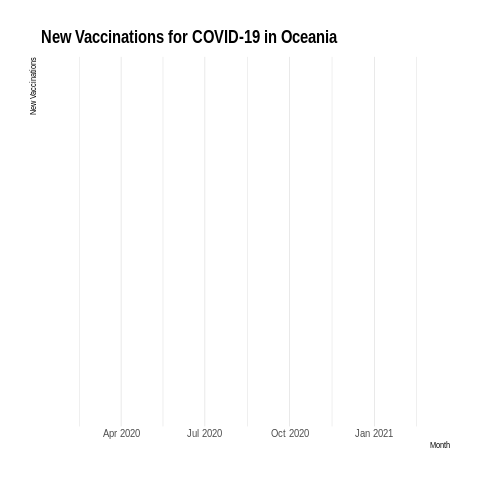 New Vaccinations for COVID-19 in Oceania
New Vaccinations
Apr 2020 Jul 2020 Oct 2020 Jan 2021
Month